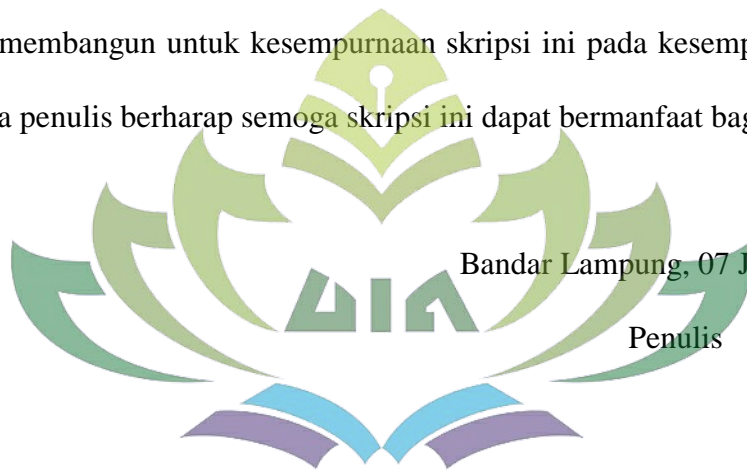 membangun untuk kesempurnaan skripsi ini pada kesemp
a penulis berharap semoga skripsi ini dapat bermanfaat bag
Bandar Lampung, 07 J
UIN
Penulis